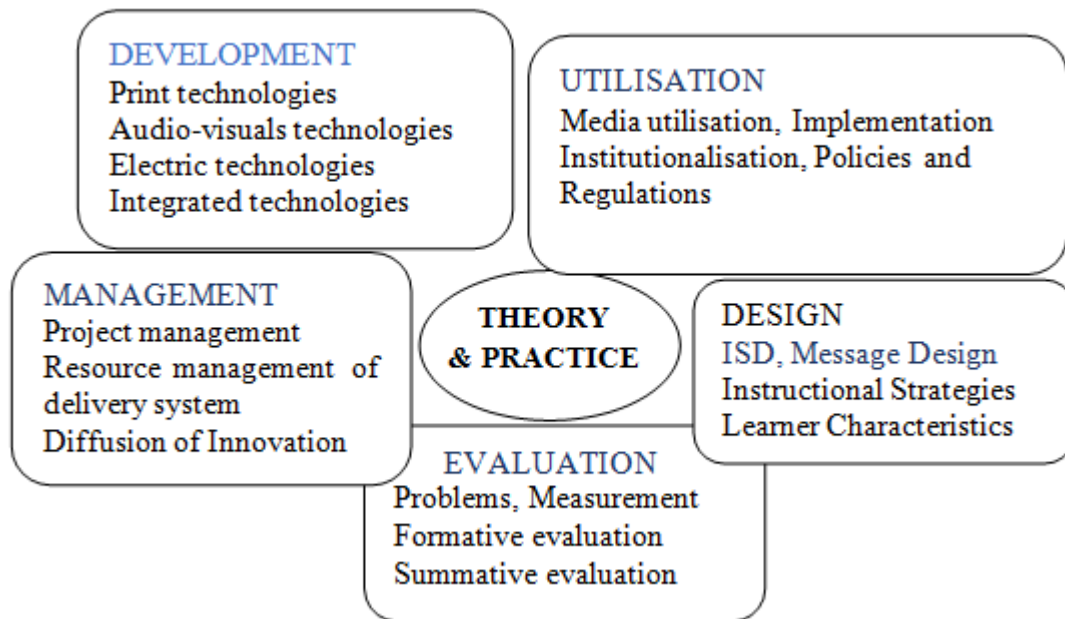 DEVELOPMENT
Print technologies
Audio-visuals technologies
Electric technologies
Integrated technologies
UTILISATION
Media utilisation, Implementation
Institutionalisation, Policies and
Regulations
MANAGEMENT
Project management
Resource management of
delivery system
Diffusion of Innovation
THEORY
& PRACTICE
DESIGN
ISD, Message Design
Instructional Strategies
Learner Characteristics
EVALUATION
Problems, Measurement
Formative evaluation
Summative evaluation